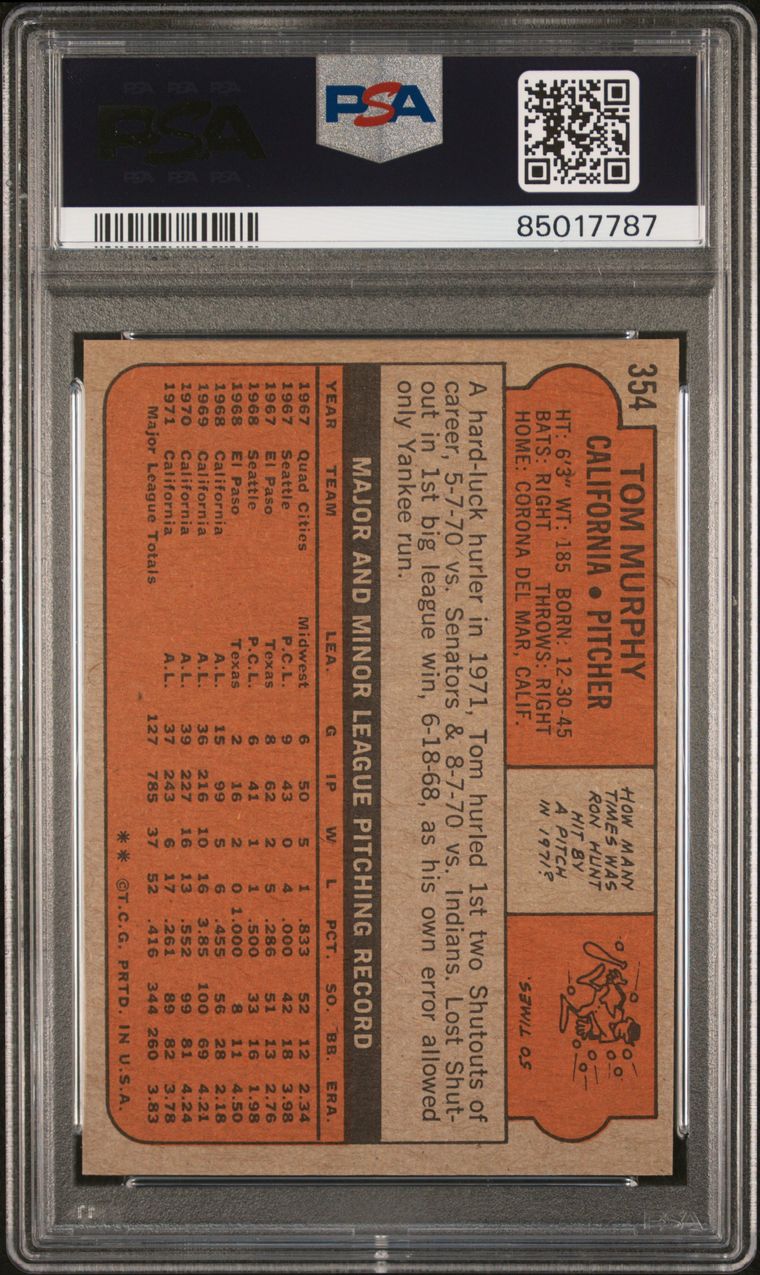 PSA PSA PSA
PSA
PSA PSA PSA
PSA
85017787
354
TOM MURPHY
CALIFORNIA • PITCHER
HT: 6'3" WT: 185 BORN: 12-30-45
BATS: RIGHT THROWS: RIGHT
HOME: CORONA DEL MAR, CALIF.
HOW MANY
TIMES WAS
RON HUNT
HIT BY
A PITCH
IN 1971?
50 TIMES.
A hard-luck hurler in 1971, Tom hurled 1st two Shutouts of
career, 5-7-70 vs. Senators & 8-7-70 vs. Indians. Lost Shut-
out in 1st big league win, 6-18-68, as his own error allowed
only Yankee run.
MAJOR AND MINOR LEAGUE PITCHING RECORD
YEAR TEAM LEA. G IP W L PCT. SO. BB. ERA.
1967 Quad Cities Midwest 6 50 5 1 .833 52 12 2.34
1967 Seattle P.C.L. 9 43 0 4 .000 42 18 3.98
1967 El Paso Texas 8 62 2 5 .286 51 13 2.76
1968 Seattle P.C.L. 6 41 1 1 .500 33 16 1.98
1968 El Paso Texas 2 16 2 0 1.000 8 11 4.50
1968 California A.L. 15 99 5 6 .455 56 28 2.18
1969 California A.L. 36 216 10 16 3.85 100 69 4.21
1970 California A.L. 39 227 16 13 .552 99 81 4.24
1971 California A.L. 37 243 6 17 .261 89 82 3.78
Major League Totals 127 785 37 52 .416 344 260 3.83
** ©T.C.G. PRTD. IN U.S.A.
PSA